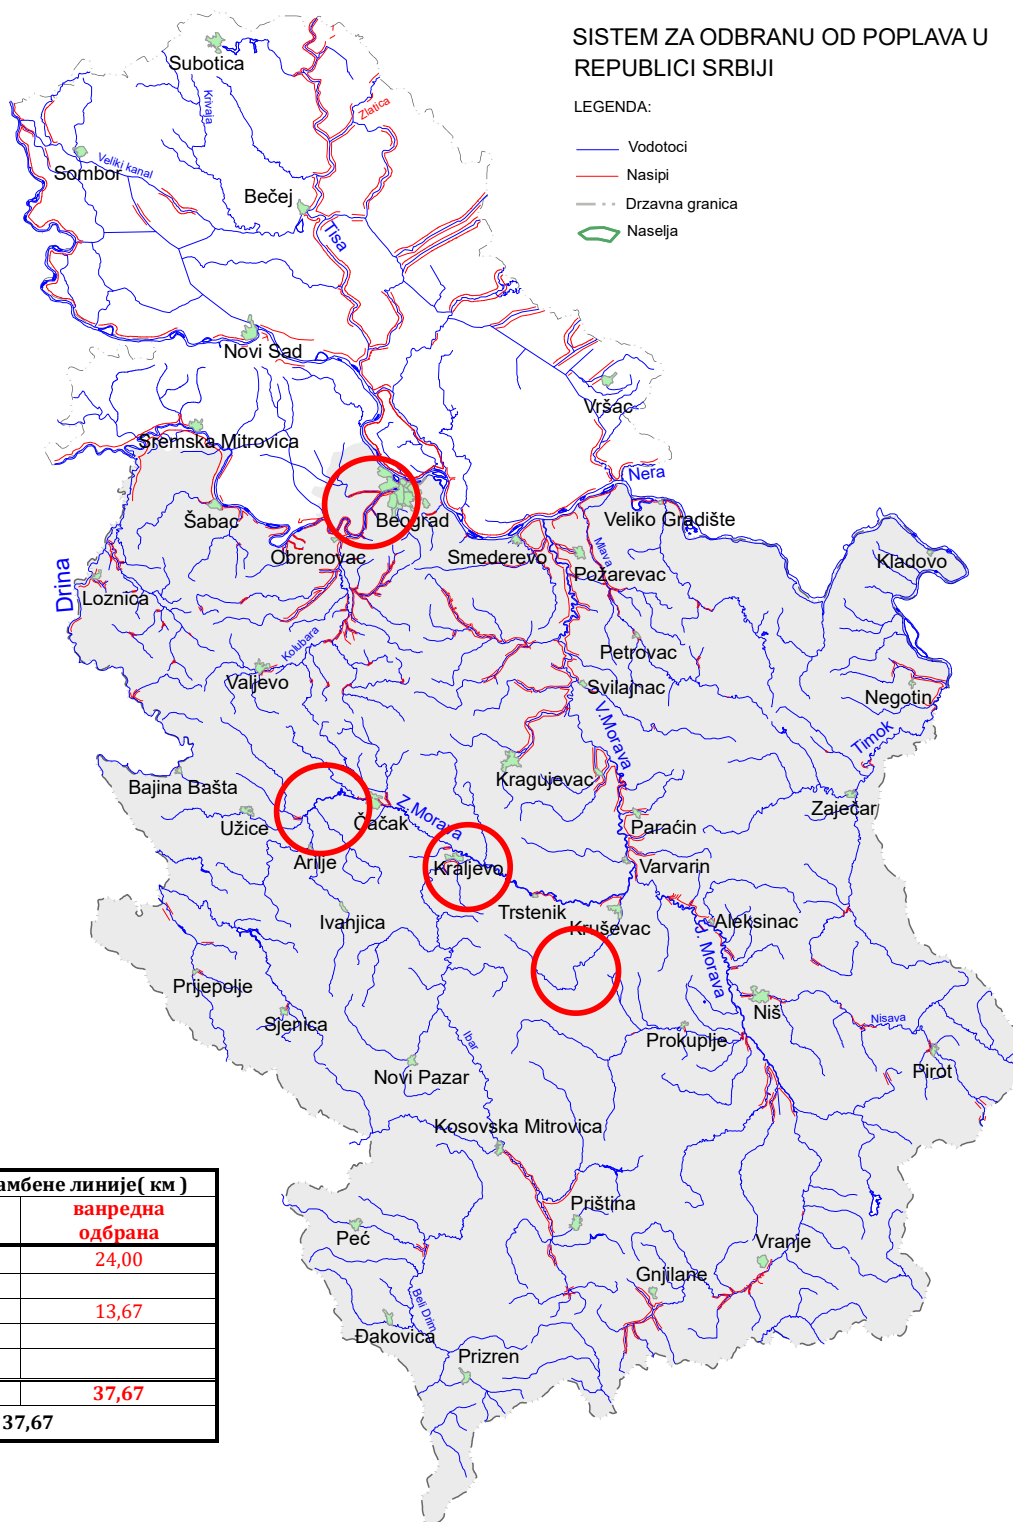 SISTEM ZA ODBRANU OD POPLAVA U
REPUBLICI SRBIJI
LEGENDA:
Vodotoci
Nasipi
Drzavna granica
Naselja
Subotica
Krivaja
Zlatica
Sombor
Veliki kanal
Bečej
Tisa
Novi Sad
Vršac
Sremska Mitrovica
Nera
Šabac
Beograd
Veliko Gradište
Obrenovac
Smederevo
Mlava
Kladovo
Drina
Požarevac
Loznica
Kolubara
Petrovac
Valjevo
Svilajnac
Negotin
V.Morava
Timok
Bajina Bašta
Kragujevac
Užice
Čačak
Z.Morava
Paraćin
Zaječar
Arilje
Kraljevo
Varvarin
Ivanjica
Trstenik
Kruševac
Aleksinac
J. Morava
Prijepolje
Sjenica
Niš
Nisava
Ibar
Prokuplje
Pirot
Novi Pazar
Kosovska Mitrovica
Peć
Priština
Vranje
Gnjilane
Beli Drim
Đakovica
Prizren
амбене линије( км )
ванредна
одбрана
24,00
13,67
37,67
37,67